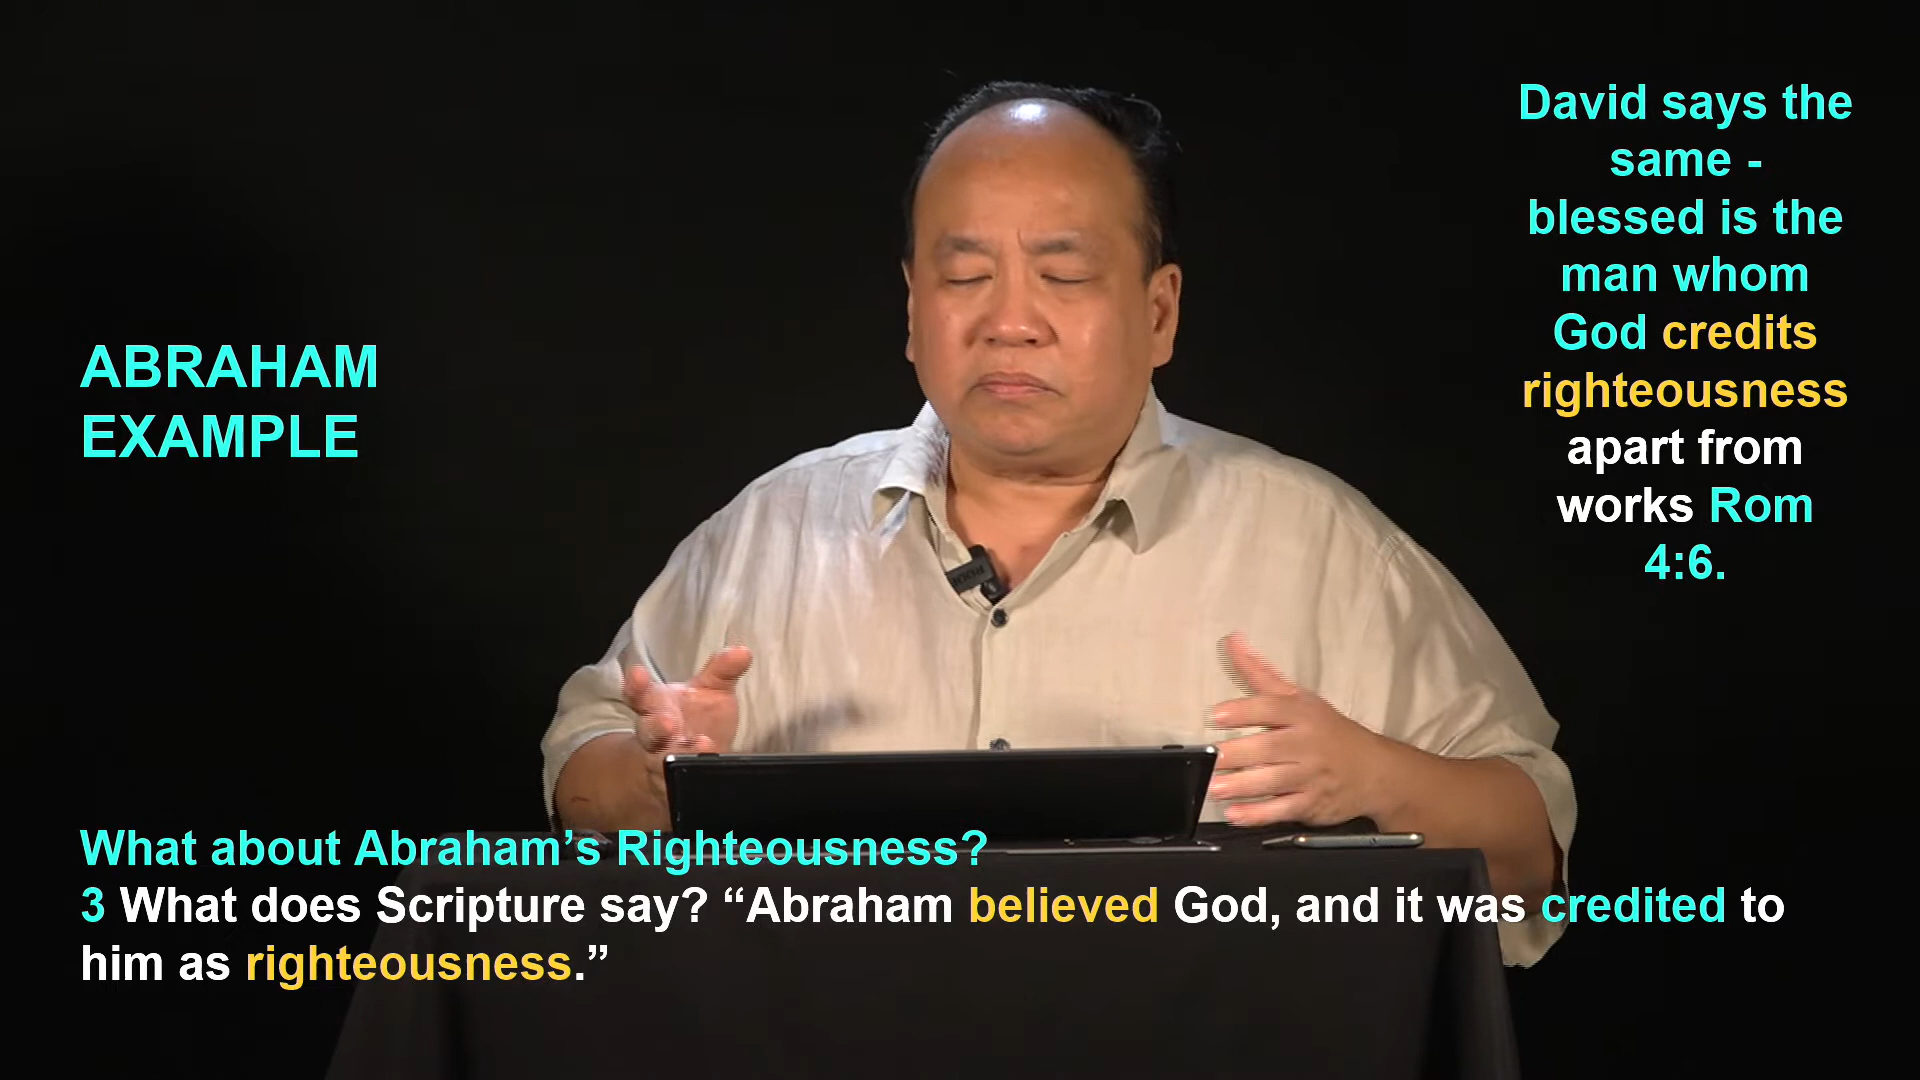 ABRAHAM
EXAMPLE
David says the
same -
blessed is the
man whom
God credits
righteousness
apart from
works Rom
4:6.
What about Abraham’s Righteousness?
3 What does Scripture say? “Abraham believed God, and it was credited to
him as righteousness.”